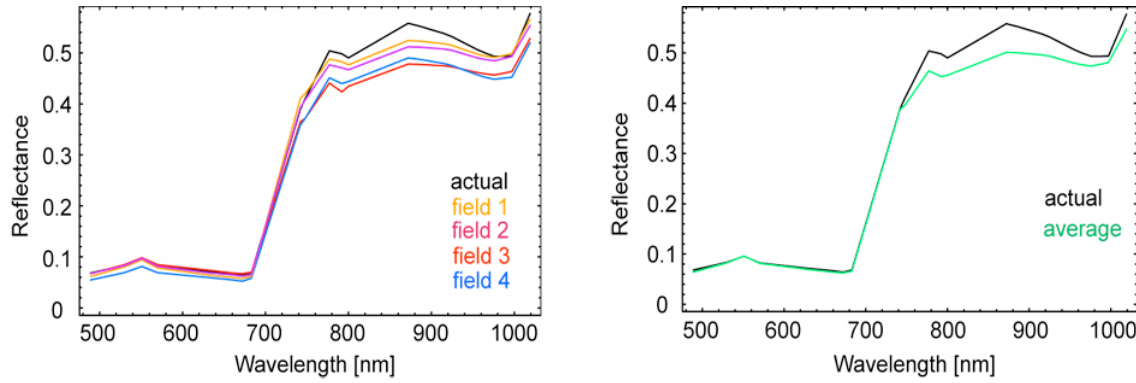 0.5
0.4
0.3
0.2
0.1
0
Reflectance
actual
field 1
field 2
field 3
field 4
500 600 700 800 900 1000
Wavelength [nm]
0.5
0.4
0.3
0.2
0.1
0
Reflectance
actual
average
500 600 700 800 900 1000
Wavelength [nm]